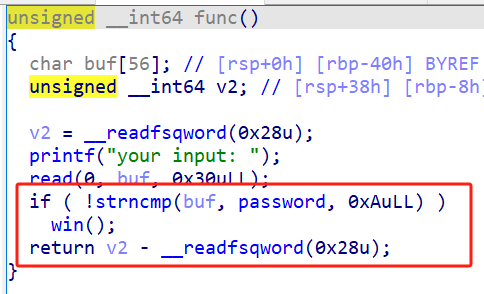 unsigned __int64 func()
{
char buf[56]; // [rsp+0h] [rbp-40h] BYREF
unsigned __int64 v2; // [rsp+38h] [rbp-8h]
v2 = __readfsqword(0x28u);
printf("your input: ");
read(0, buf, 0x30uLL);
if ( !strncmp(buf, password, 0xAuLL) )
win();
return v2 - __readfsqword(0x28u);
}